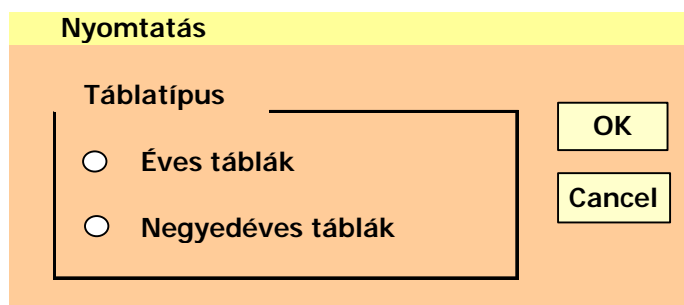 Nyomtatás
Táblatípus
OK
Éves táblák
Cancel
Negyedéves táblák